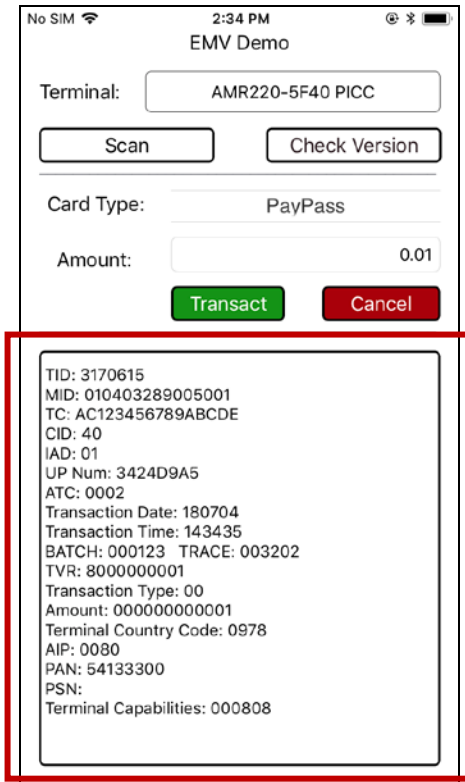 No SIM 2:34 PM
EMV Demo
Terminal: AMR220-5F40 PICC
Scan Check Version
Card Type: PayPass
Amount: 0.01
Transact Cancel
TID: 3170615
MID: 010403289005001
TC: AC123456789ABCDE
CID: 40
IAD: 01
UP Num: 3424D9A5
ATC: 0002
Transaction Date: 180704
Transaction Time: 143435
BATCH: 000123 TRACE: 003202
TVR: 8000000001
Transaction Type: 00
Amount: 000000000001
Terminal Country Code: 0978
AIP: 0080
PAN: 54133300
PSN:
Terminal Capabilities: 000808